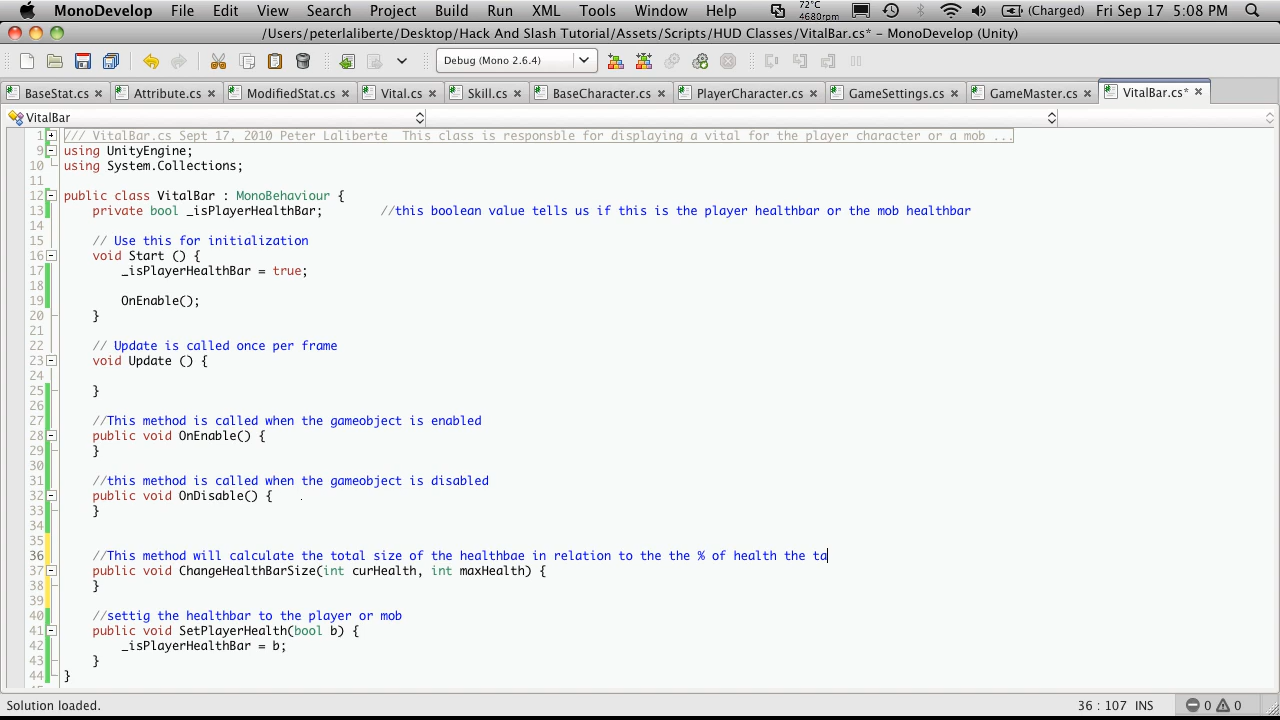 MonoDevelop File Edit View Search Project Build Run XML Tools Window Help 72°C 4680rpm (Charged) Fri Sep 17 5:08 PM
/Users/peterlaliberte/Desktop/Hack And Slash Tutorial/Assets/Scripts/HUD Classes/VitalBar.cs* – MonoDevelop (Unity)
Debug (Mono 2.6.4)
BaseStat.cs Attribute.cs ModifiedStat.cs Vital.cs Skill.cs BaseCharacter.cs PlayerCharacter.cs GameSettings.cs GameMaster.cs VitalBar.cs*
VitalBar
1 /// VitalBar.cs Sept 17, 2010 Peter Laliberte  This class is responsble for displaying a vital for the player character or a mob ...
9 using UnityEngine;
10 using System.Collections;
11
12 public class VitalBar : MonoBehaviour {
13 private bool _isPlayerHealthBar; //this boolean value tells us if this is the player healthbar or the mob healthbar
14
15 // Use this for initialization
16 void Start () {
17 _isPlayerHealthBar = true;
18
19 OnEnable();
20 }
21
22 // Update is called once per frame
23 void Update () {
24
25 }
26
27 //This method is called when the gameobject is enabled
28 public void OnEnable() {
29 }
30
31 //this method is called when the gameobject is disabled
32 public void OnDisable() {
33 }
34
35
36 //This method will calculate the total size of the healthbae in relation to the the % of health the ta
37 public void ChangeHealthBarSize(int curHealth, int maxHealth) {
38 }
39
40 //settig the healthbar to the player or mob
41 public void SetPlayerHealth(bool b) {
42 _isPlayerHealthBar = b;
43 }
44 }
Solution loaded. 36 : 107 INS 0 0